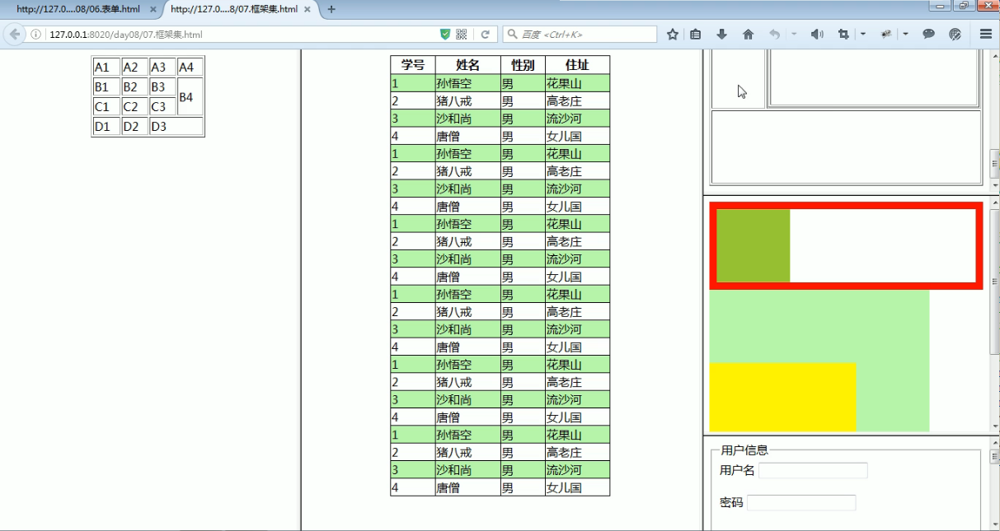 http://127.0....08/06.表单.html
http://127.0....8/07.框架集.html
127.0.0.1:8020/day08/07.框架集.html
百度 <Ctrl+K>
A1 A2 A3 A4
B1 B2 B3 B4
C1 C2 C3
D1 D2 D3
学号 姓名 性别 住址
1 孙悟空 男 花果山
2 猪八戒 男 高老庄
3 沙和尚 男 流沙河
4 唐僧 男 女儿国
1 孙悟空 男 花果山
2 猪八戒 男 高老庄
3 沙和尚 男 流沙河
4 唐僧 男 女儿国
1 孙悟空 男 花果山
2 猪八戒 男 高老庄
3 沙和尚 男 流沙河
4 唐僧 男 女儿国
1 孙悟空 男 花果山
2 猪八戒 男 高老庄
3 沙和尚 男 流沙河
4 唐僧 男 女儿国
1 孙悟空 男 花果山
2 猪八戒 男 高老庄
3 沙和尚 男 流沙河
4 唐僧 男 女儿国
1 孙悟空 男 花果山
2 猪八戒 男 高老庄
3 沙和尚 男 流沙河
4 唐僧 男 女儿国
用户信息
用户名
密码